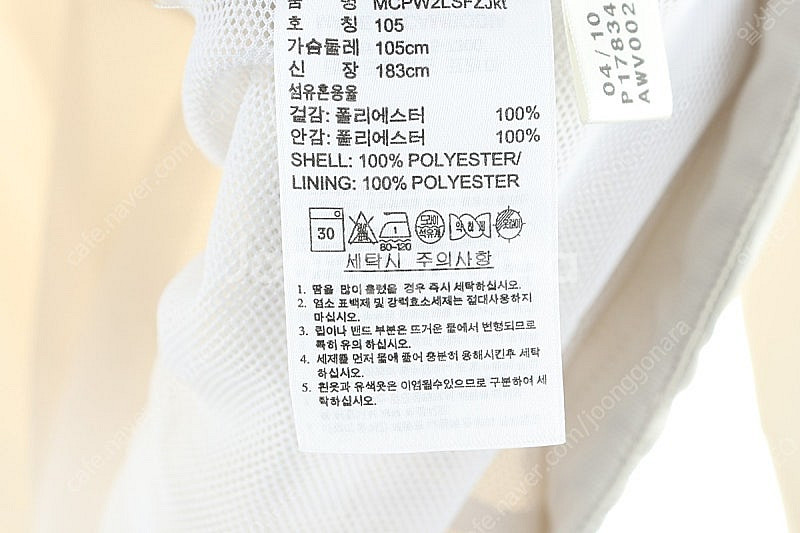 품 명 MCPW2LSFZJkt
호 칭 105
가슴둘레 105cm
신 장 183cm
섬유혼용율
겉감: 폴리에스터 100%
안감: 폴리에스터 100%
SHELL: 100% POLYESTER/
LINING: 100% POLYESTER
30
80-120
세탁시 주의사항
1. 땀을 많이 흘렸을 경우 즉시 세탁하십시오.
2. 염소 표백제 및 강력효소세제는 절대사용하지
마십시오.
3. 립이나 밴드 부분은 뜨거운 물에서 변형되므로
특히 유의 하십시오.
4. 세제를 먼저 물에 풀어 충분히 용해시킨후 세탁
하십시오.
5. 흰옷과 유색옷은 이염될수있으므로 구분하여 세
탁하십시오.
04/10
P17834
AWV002
cafe.naver.com/joonggonara